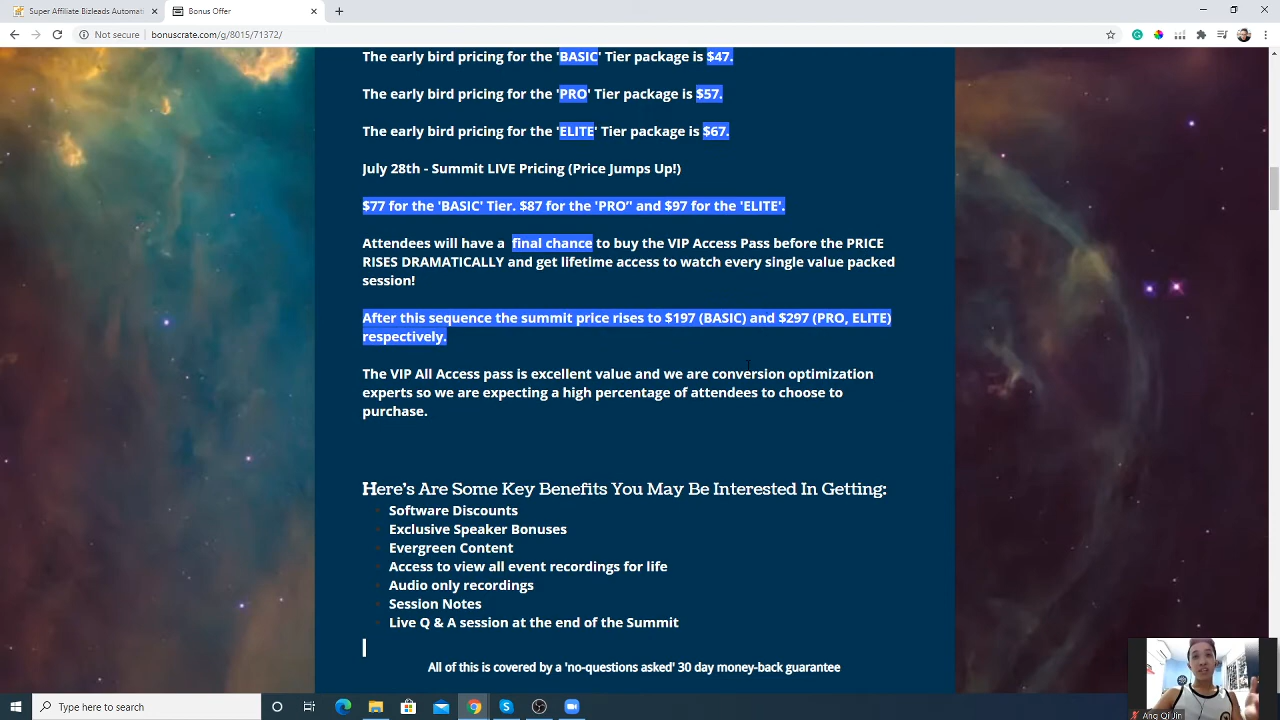 Super Affiliate Bizleads Automati
Bonus Offer
Not secure
bonuscrate.com/g/8015/71372/
The early bird pricing for the 'BASIC' Tier package is $47.
The early bird pricing for the 'PRO' Tier package is $57.
The early bird pricing for the 'ELITE' Tier package is $67.
July 28th - Summit LIVE Pricing (Price Jumps Up!)
$77 for the 'BASIC' Tier. $87 for the 'PRO'' and $97 for the 'ELITE'.
Attendees will have a final chance to buy the VIP Access Pass before the PRICE
RISES DRAMATICALLY and get lifetime access to watch every single value packed
session!
After this sequence the summit price rises to $197 (BASIC) and $297 (PRO, ELITE)
respectively.
The VIP All Access pass is excellent value and we are conversion optimization
experts so we are expecting a high percentage of attendees to choose to
purchase.
Here's Are Some Key Benefits You May Be Interested In Getting:
Software Discounts
Exclusive Speaker Bonuses
Evergreen Content
Access to view all event recordings for life
Audio only recordings
Session Notes
Live Q & A session at the end of the Summit
All of this is covered by a 'no-questions asked' 30 day money-back guarantee
Ang Qi Jin
Type here to search